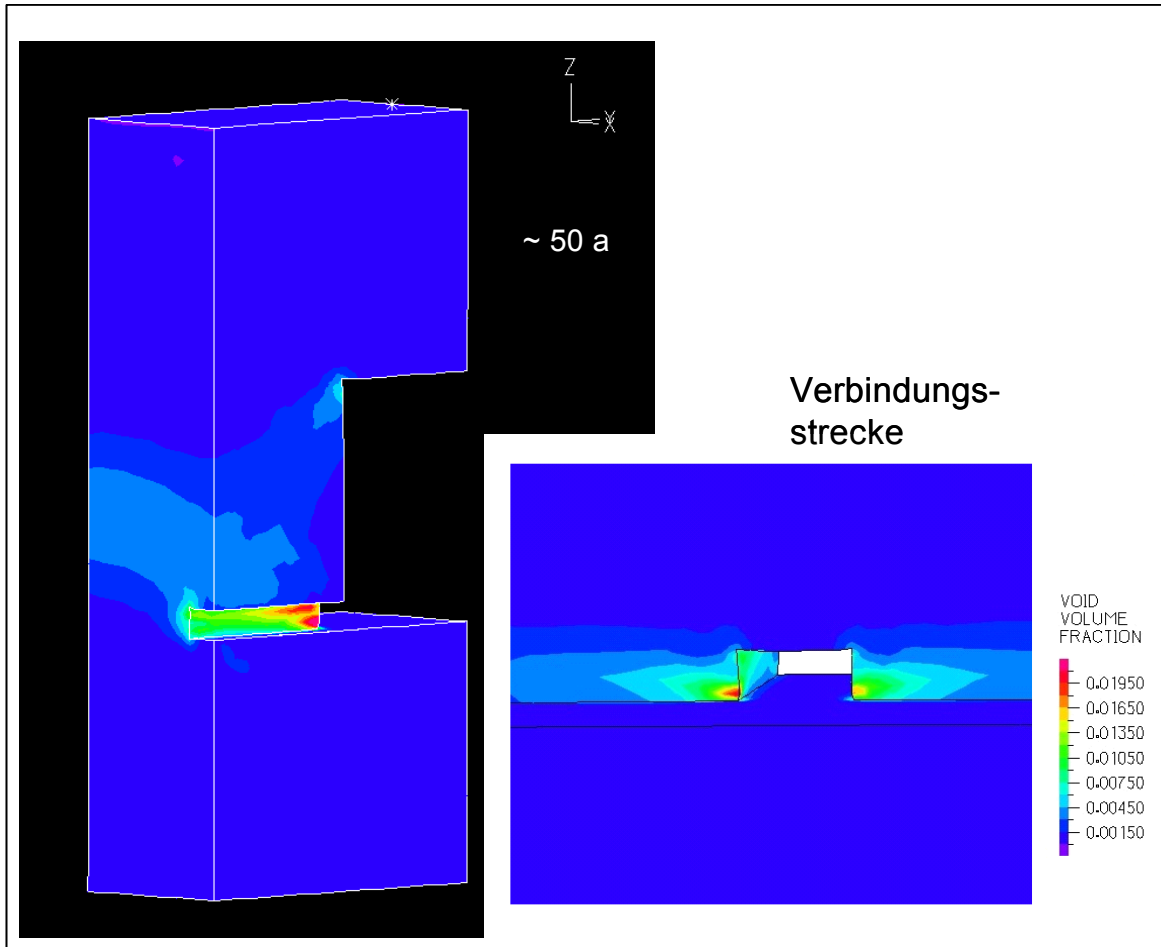 Z
Y
X
~ 50 a
Verbindungs-
strecke
VOID
VOLUME
FRACTION
0.01950
0.01650
0.01350
0.01050
0.00750
0.00450
0.00150